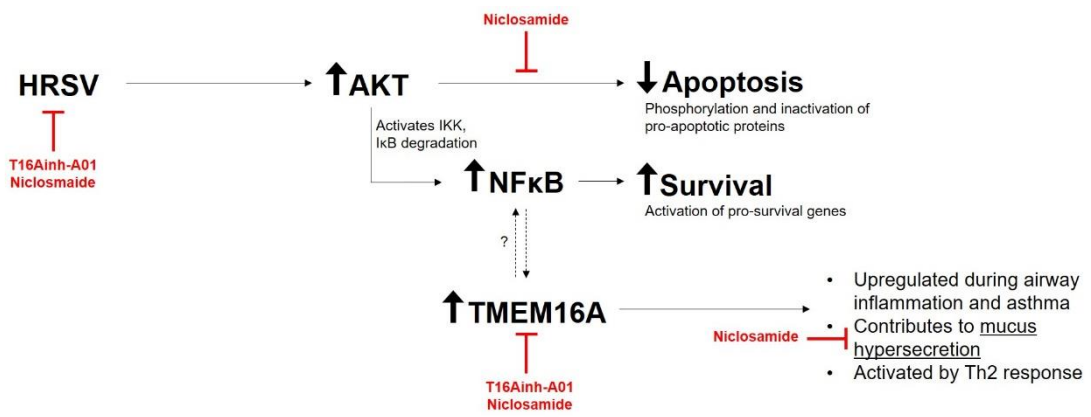 Niclosamide
HRSV
↑AKT
↓Apoptosis
Phosphorylation and inactivation of
pro-apoptotic proteins
T16Ainh-A01
Niclosmaide
Activates IKK,
IκB degradation
↑NFκB
↑Survival
Activation of pro-survival genes
?
↑TMEM16A
• Upregulated during airway
inflammation and asthma
Niclosamide
• Contributes to mucus
hypersecretion
• Activated by Th2 response
T16Ainh-A01
Niclosamide